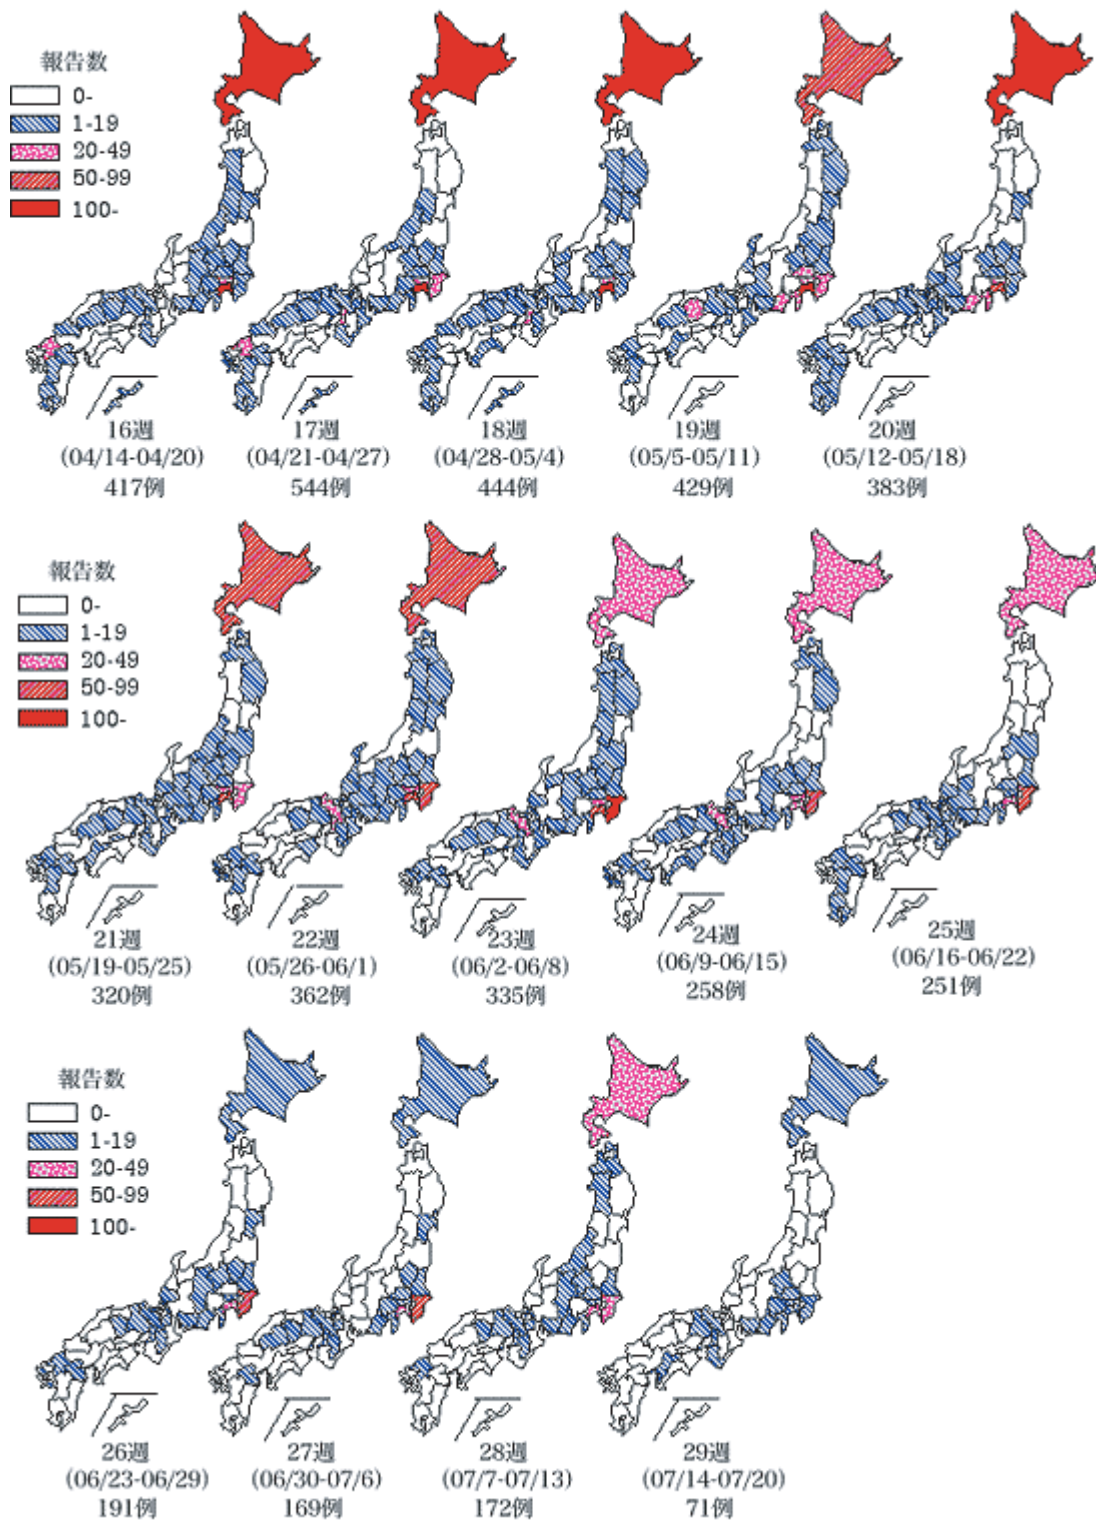 報告数
0-
1-19
20-49
50-99
100-
16週
(04/14-04/20)
417例
17週
(04/21-04/27)
544例
18週
(04/28-05/4)
444例
19週
(05/5-05/11)
429例
20週
(05/12-05/18)
383例
報告数
0-
1-19
20-49
50-99
100-
21週
(05/19-05/25)
320例
22週
(05/26-06/1)
362例
23週
(06/2-06/8)
335例
24週
(06/9-06/15)
258例
25週
(06/16-06/22)
251例
報告数
0-
1-19
20-49
50-99
100-
26週
(06/23-06/29)
191例
27週
(06/30-07/6)
169例
28週
(07/7-07/13)
172例
29週
(07/14-07/20)
71例